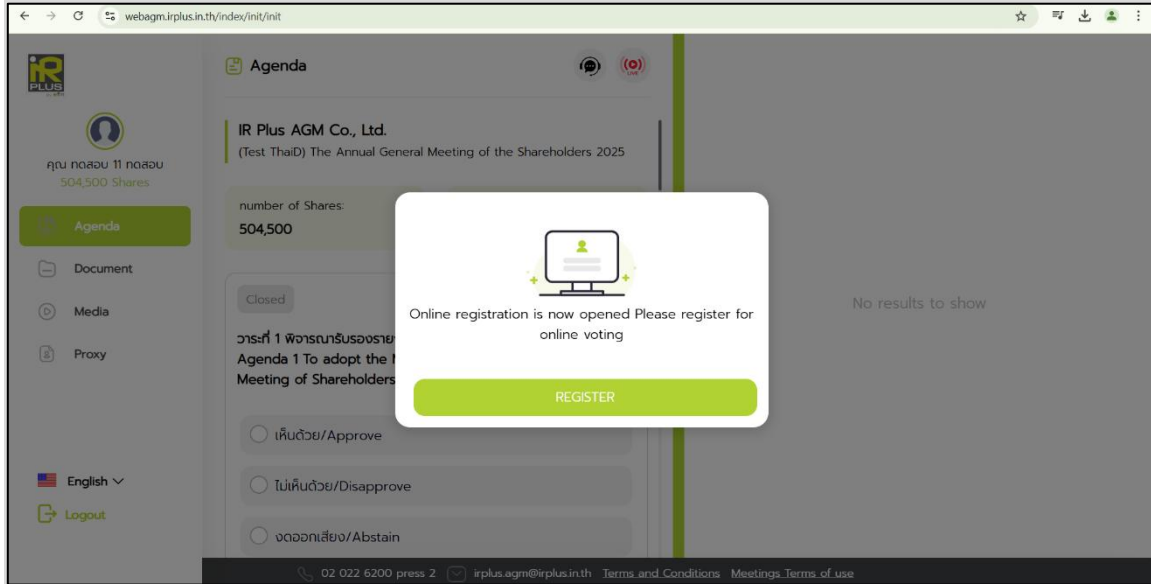 webagm.irplus.in.th/index/init/init
iR
PLUS
Agenda
LIVE
IR Plus AGM Co., Ltd.
(Test ThaiD) The Annual General Meeting of the Shareholders 2025
คุณ ทดสอบ 11 ทดสอบ
504,500 Shares
number of Shares:
504,500
Agenda
Document
Media
Proxy
Closed
วาระที่ 1 พิจารณารับรองราย
Agenda 1 To adopt the
Meeting of Shareholders
เห็นด้วย/Approve
ไม่เห็นด้วย/Disapprove
งดออกเสียง/Abstain
Online registration is now opened Please register for
online voting
REGISTER
No results to show
English
Logout
02 022 6200 press 2 irplus.agm@irplus.in.th Terms and Conditions Meetings Terms of use